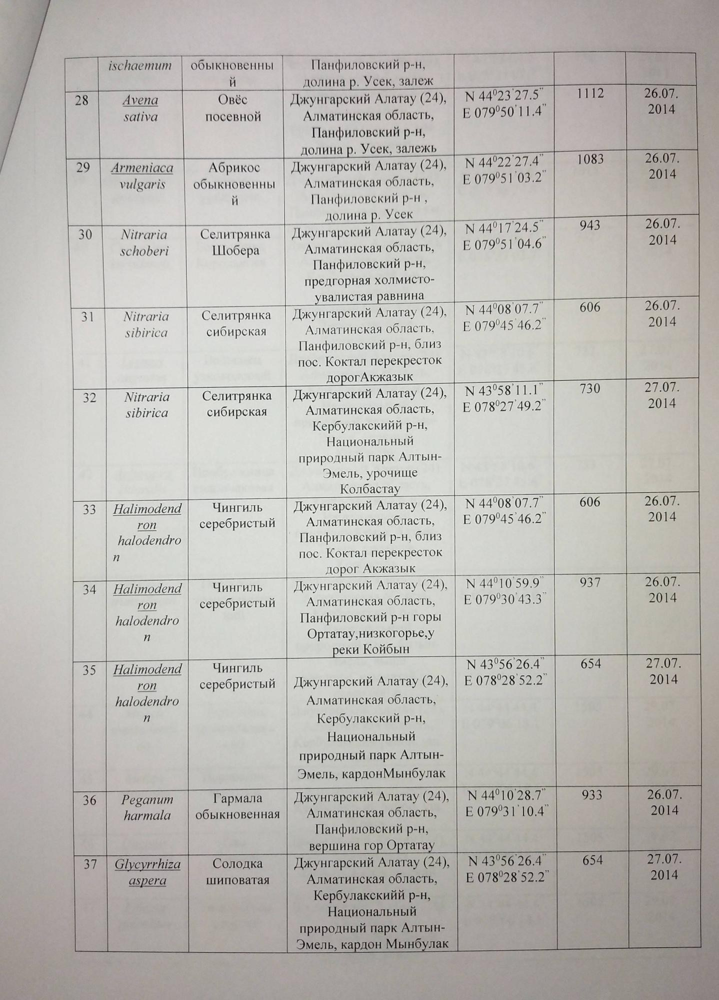 ischaemum
обыкновенны
й
Панфиловский р-н,
долина р. Усек, залеж
28
Avena
sativa
Овёс
посевной
Джунгарский Алатау (24),
Алматинская область,
Панфиловский р-н,
долина р. Усек, залежь
N 44⁰23'27.5"
E 079⁰50'11.4"
1112
26.07.
2014
29
Armeniaca
vulgaris
Абрикос
обыкновенны
й
Джунгарский Алатау (24),
Алматинская область,
Панфиловский р-н ,
долина р. Усек
N 44⁰22'27.4"
E 079⁰51'03.2"
1083
26.07.
2014
30
Nitraria
schoberi
Селитрянка
Шобера
Джунгарский Алатау (24),
Алматинская область,
Панфиловский р-н,
предгорная холмисто-
увалистая равнина
N 44⁰17'24.5"
E 079⁰51'04.6"
943
26.07.
2014
31
Nitraria
sibirica
Селитрянка
сибирская
Джунгарский Алатау (24),
Алматинская область,
Панфиловский р-н, близ
пос. Коктал перекресток
дорогАкжазык
N 44⁰08'07.7"
E 079⁰45'46.2"
606
26.07.
2014
32
Nitraria
sibirica
Селитрянка
сибирская
Джунгарский Алатау (24),
Алматинская область,
Кербулакскийй р-н,
Национальный
природный парк Алтын-
Эмель, урочище
Колбастау
N 43⁰58'11.1"
E 078⁰27'49.2"
730
27.07.
2014
33
Halimodend
ron
halodendro
n
Чингиль
серебристый
Джунгарский Алатау (24),
Алматинская область,
Панфиловский р-н, близ
пос. Коктал перекресток
дорог Акжазык
N 44⁰08'07.7"
E 079⁰45'46.2"
606
26.07.
2014
34
Halimodend
ron
halodendro
n
Чингиль
серебристый
Джунгарский Алатау (24),
Алматинская область,
Панфиловский р-н горы
Ортатау,низкогорье,у
реки Койбын
N 44⁰10'59.9"
E 079⁰30'43.3"
937
26.07.
2014
35
Halimodend
ron
halodendro
n
Чингиль
серебристый
Джунгарский Алатау (24),
Алматинская область,
Кербулакский р-н,
Национальный
природный парк Алтын-
Эмель, кардонМынбулак
N 43⁰56'26.4"
E 078⁰28'52.2"
654
27.07.
2014
36
Peganum
harmala
Гармала
обыкновенная
Джунгарский Алатау (24),
Алматинская область,
Панфиловский р-н,
вершина гор Ортатау
N 44⁰10'28.7"
E 079⁰31'10.4"
933
26.07.
2014
37
Glycyrrhiza
aspera
Солодка
шиповатая
Джунгарский Алатау (24),
Алматинская область,
Кербулакскийй р-н,
Национальный
природный парк Алтын-
Эмель, кардон Мынбулак
N 43⁰56'26.4"
E 078⁰28'52.2"
654
27.07.
2014